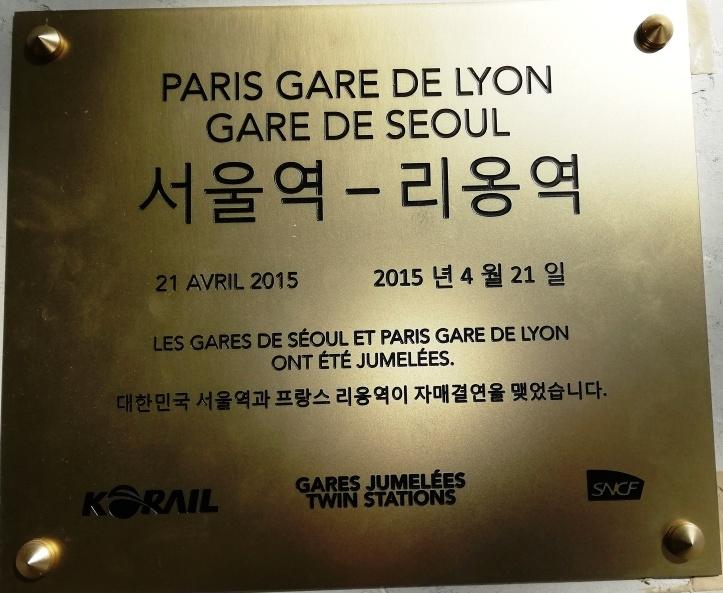 PARIS GARE DE LYON
GARE DE SEOUL
서울역 – 리옹역
21 AVRIL 2015 2015 년 4 월 21 일
LES GARES DE SÉOUL ET PARIS GARE DE LYON
ONT ÉTÉ JUMELÉES.
대한민국 서울역과 프랑스 리옹역이 자매결연을 맺었습니다.
KORAIL
GARES JUMELÉES
TWIN STATIONS
SNCF